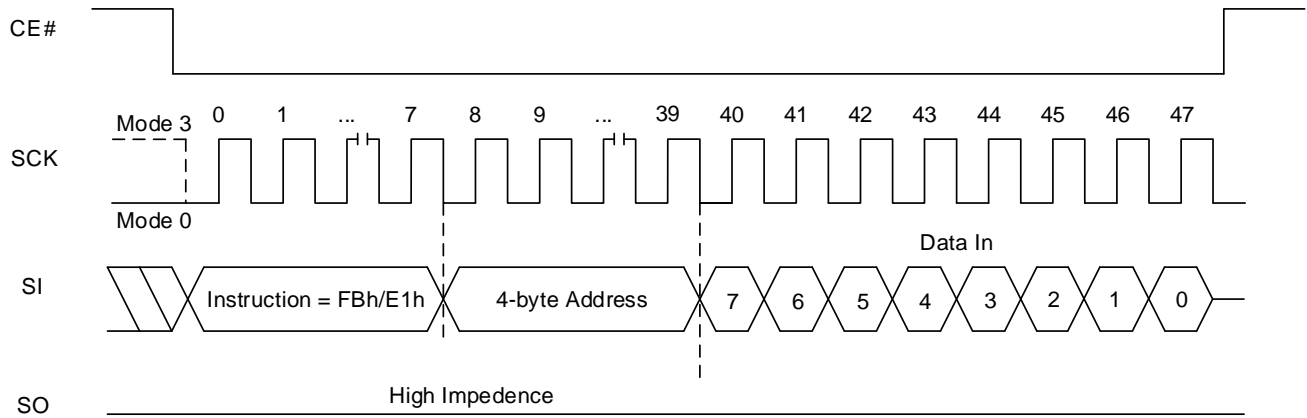 CE#
0 1 ... 7 8 9 ... 39 40 41 42 43 44 45 46 47
Mode 3
SCK
Mode 0
Data In
SI
Instruction = FBh/E1h 4-byte Address 7 6 5 4 3 2 1 0
High Impedence
SO